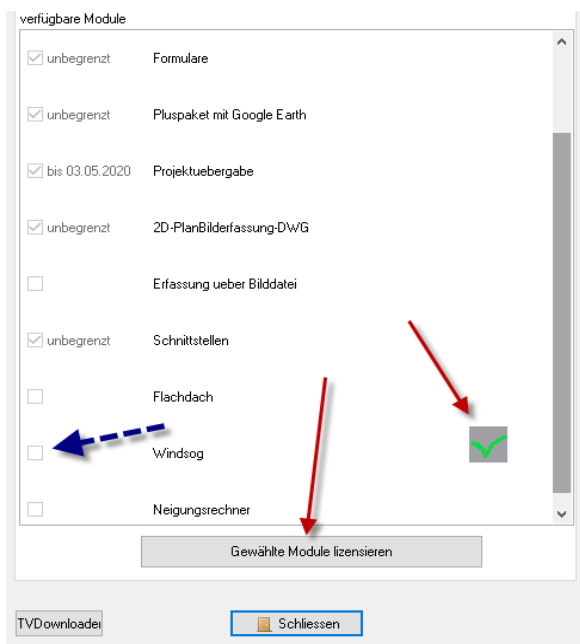 verfügbare Module
unbegrenzt Formulare
unbegrenzt Pluspaket mit Google Earth
bis 03.05.2020 Projektuebergabe
unbegrenzt 2D-PlanBilderfassung-DWG
Erfassung ueber Bilddatei
unbegrenzt Schnittstellen
Flachdach
Windsog
Neigungsrechner
Gewählte Module lizensieren
TVDownloader Schliessen